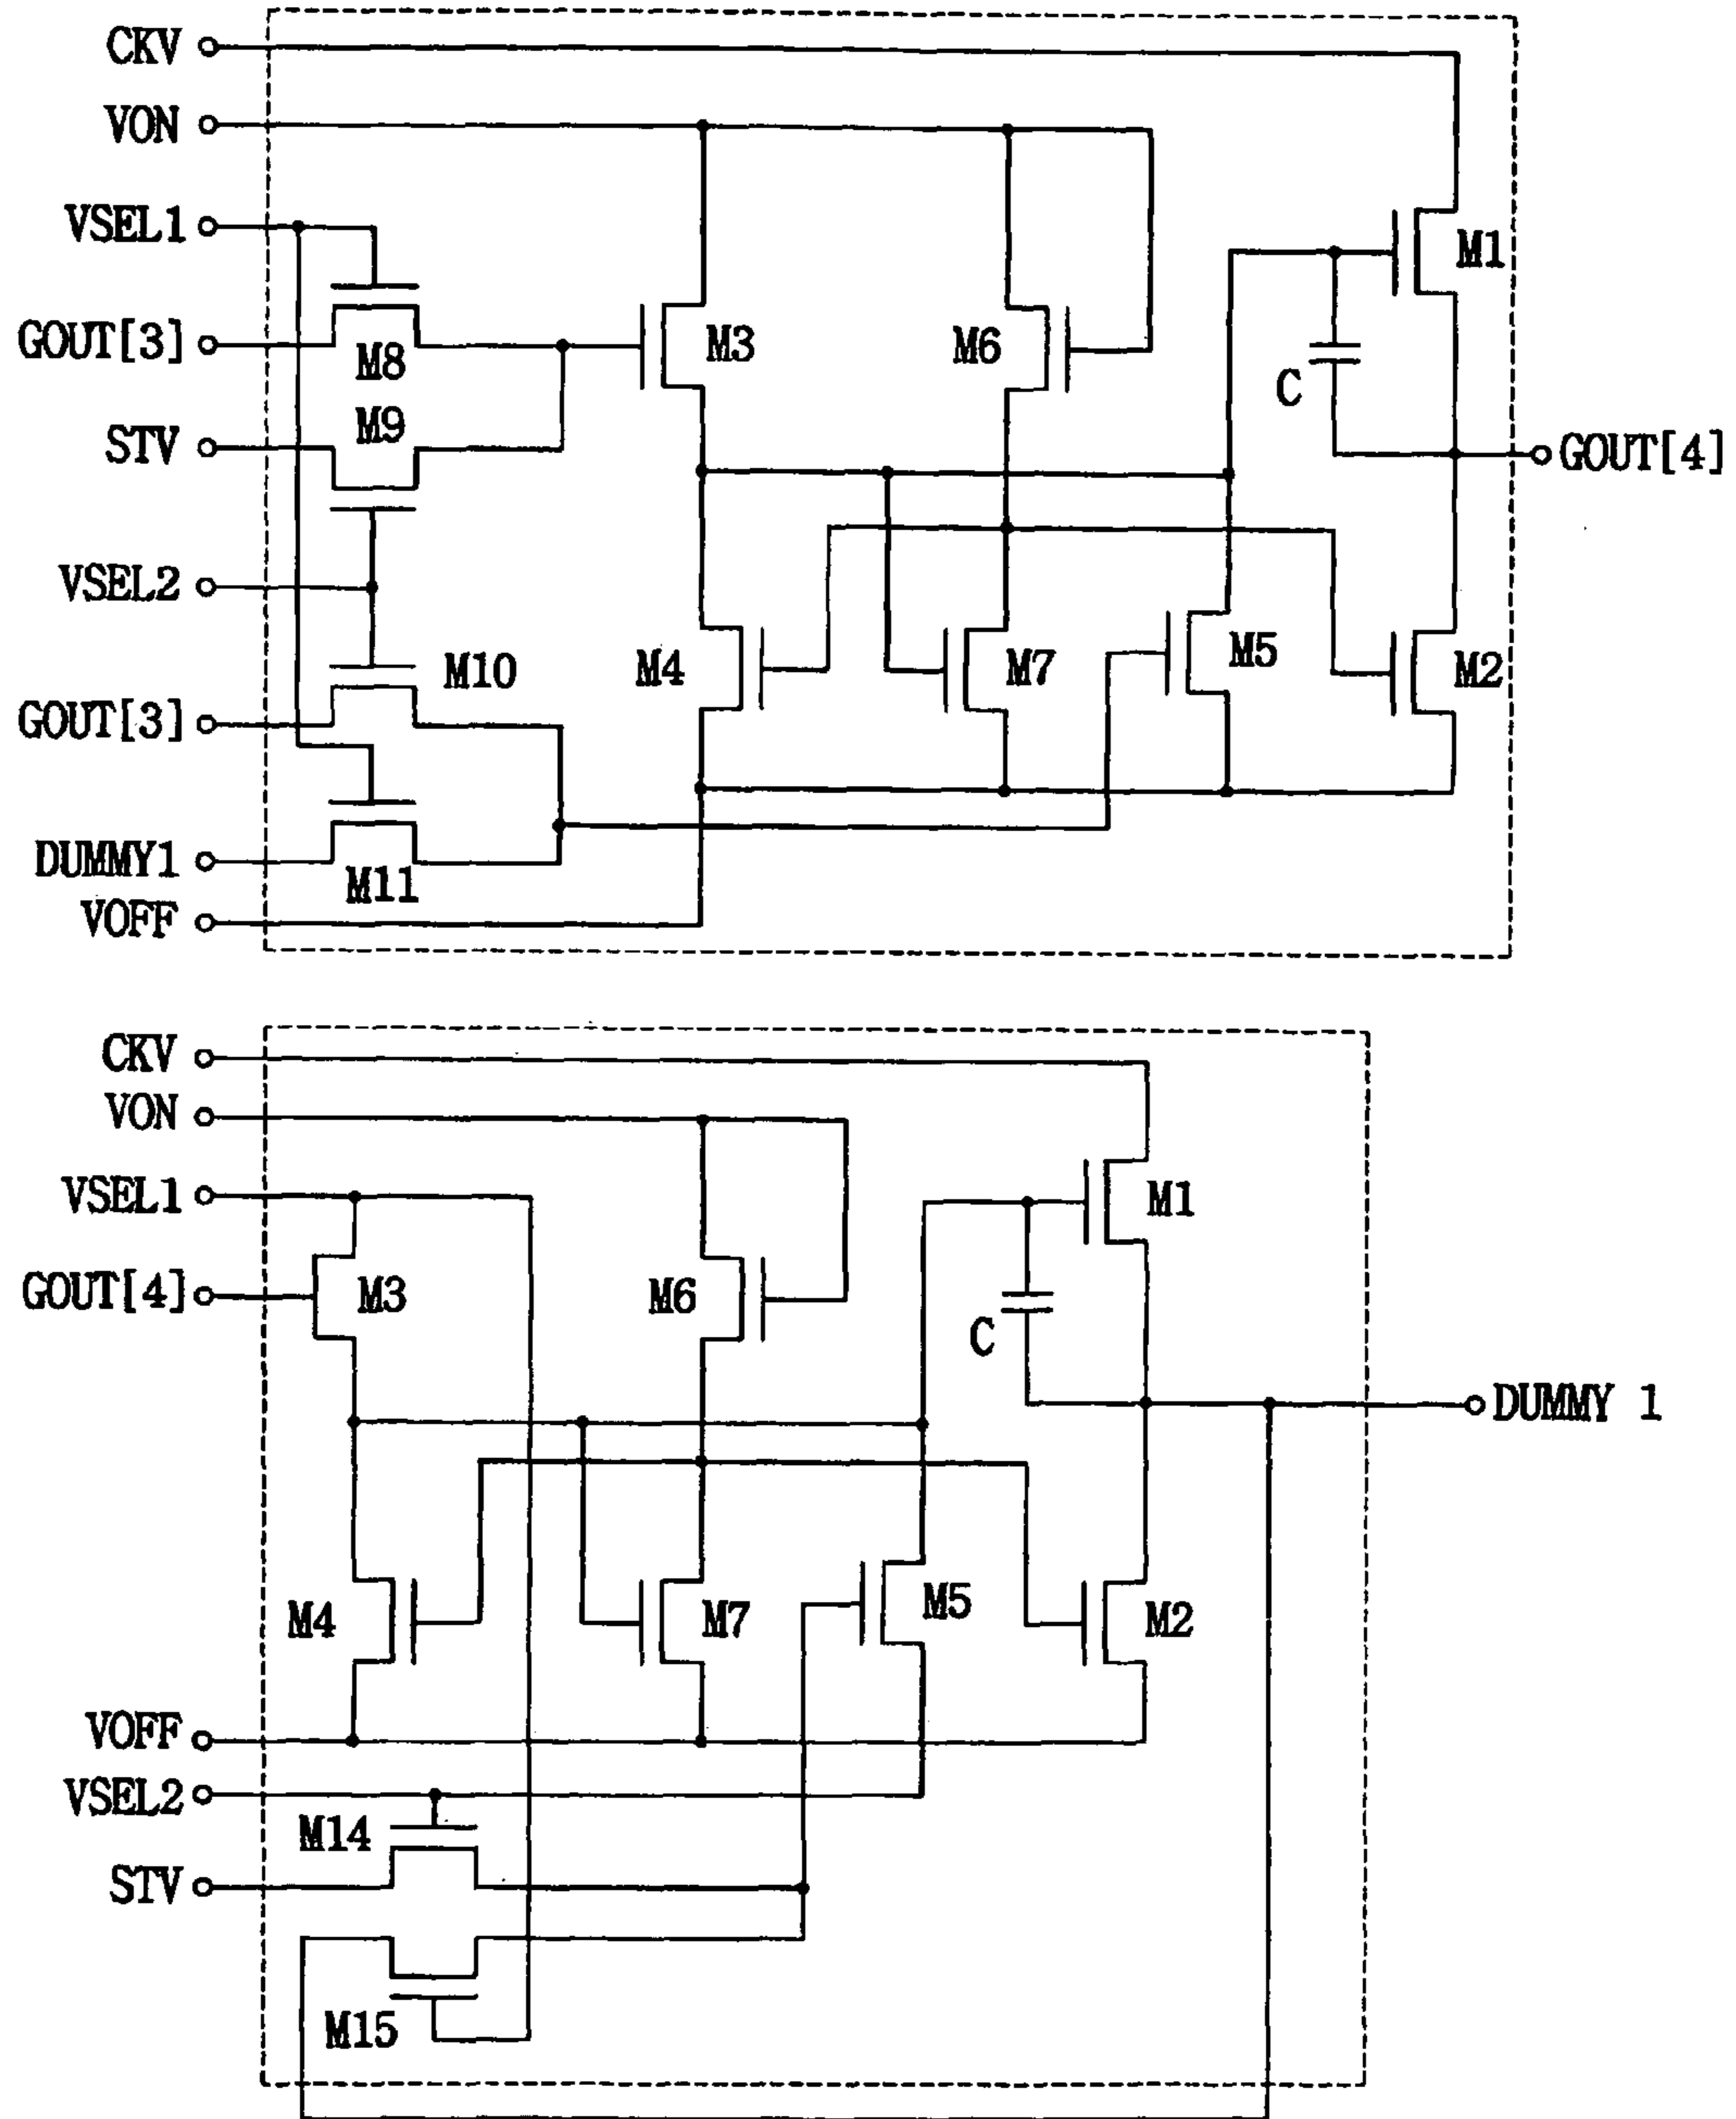 CKV
VON
VSEL1
M1
GOUT[3]
M3
M6
M8
C
M9
STV
GOUT[4]
VSEL2
M10
M4
M7
M5
M2
GOUT[3]
DUMMY1
M11
VOFF
CKV
VON
VSEL1
M1
GOUT[4]
M3
M6
C
DUMMY 1
M4
M7
M5
M2
VOFF
VSEL2
M14
STV
M15